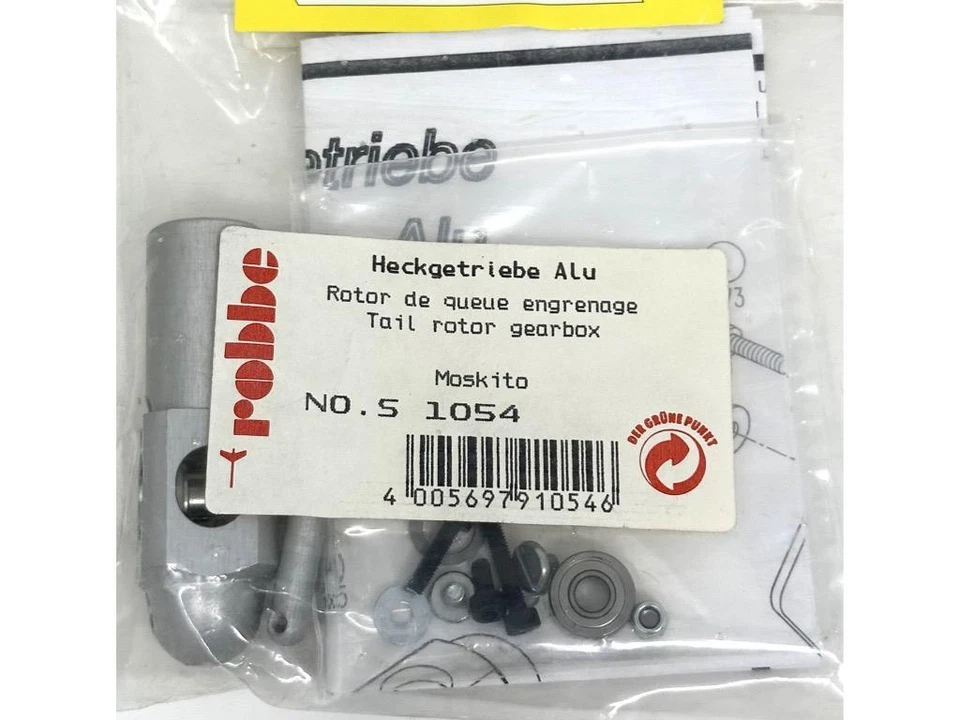 etriebe
Alu
robbe
Heckgetriebe Alu
Rotor de queue engrenage
Tail rotor gearbox
Moskito
NO.S 1054
DER GRÜNE PUNKT
4 005697 910546